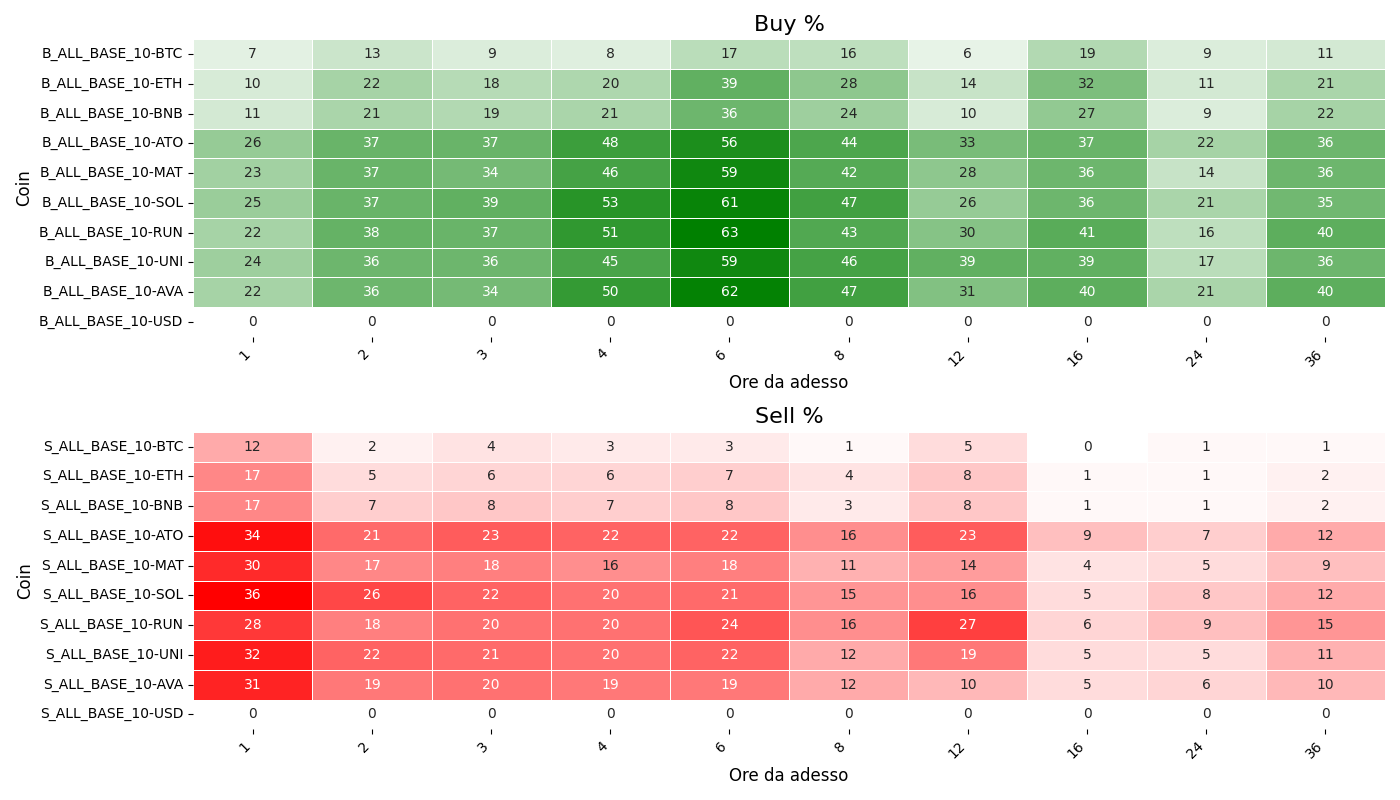 Buy %
Coin
B_ALL_BASE_10-BTC 7 13 9 8 17 16 6 19 9 11
B_ALL_BASE_10-ETH 10 22 18 20 39 28 14 32 11 21
B_ALL_BASE_10-BNB 11 21 19 21 36 24 10 27 9 22
B_ALL_BASE_10-ATO 26 37 37 48 56 44 33 37 22 36
B_ALL_BASE_10-MAT 23 37 34 46 59 42 28 36 14 36
B_ALL_BASE_10-SOL 25 37 39 53 61 47 26 36 21 35
B_ALL_BASE_10-RUN 22 38 37 51 63 43 30 41 16 40
B_ALL_BASE_10-UNI 24 36 36 45 59 46 39 39 17 36
B_ALL_BASE_10-AVA 22 36 34 50 62 47 31 40 21 40
B_ALL_BASE_10-USD 0 0 0 0 0 0 0 0 0 0
1 2 3 4 6 8 12 16 24 36
Ore da adesso
Sell %
Coin
S_ALL_BASE_10-BTC 12 2 4 3 3 1 5 0 1 1
S_ALL_BASE_10-ETH 17 5 6 6 7 4 8 1 1 2
S_ALL_BASE_10-BNB 17 7 8 7 8 3 8 1 1 2
S_ALL_BASE_10-ATO 34 21 23 22 22 16 23 9 7 12
S_ALL_BASE_10-MAT 30 17 18 16 18 11 14 4 5 9
S_ALL_BASE_10-SOL 36 26 22 20 21 15 16 5 8 12
S_ALL_BASE_10-RUN 28 18 20 20 24 16 27 6 9 15
S_ALL_BASE_10-UNI 32 22 21 20 22 12 19 5 5 11
S_ALL_BASE_10-AVA 31 19 20 19 19 12 10 5 6 10
S_ALL_BASE_10-USD 0 0 0 0 0 0 0 0 0 0
1 2 3 4 6 8 12 16 24 36
Ore da adesso